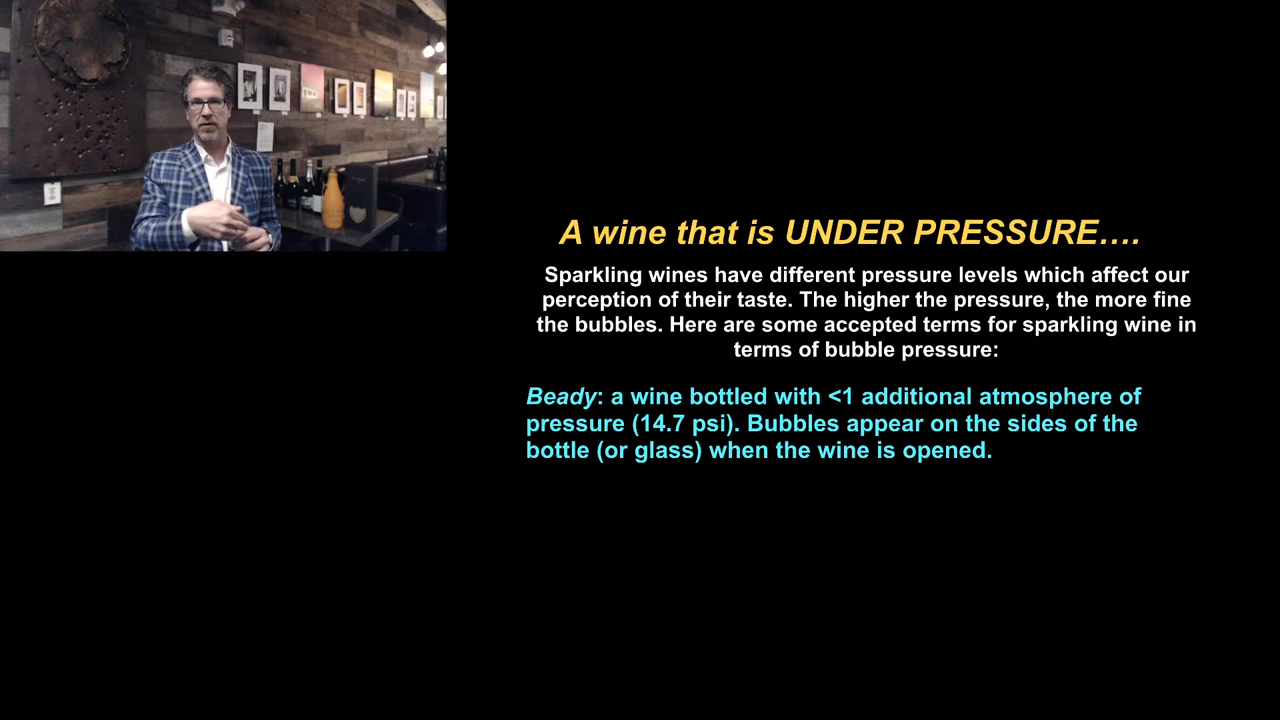 A wine that is UNDER PRESSURE….
Sparkling wines have different pressure levels which affect our
perception of their taste. The higher the pressure, the more fine
the bubbles. Here are some accepted terms for sparkling wine in
terms of bubble pressure:
Beady: a wine bottled with <1 additional atmosphere of
pressure (14.7 psi). Bubbles appear on the sides of the
bottle (or glass) when the wine is opened.